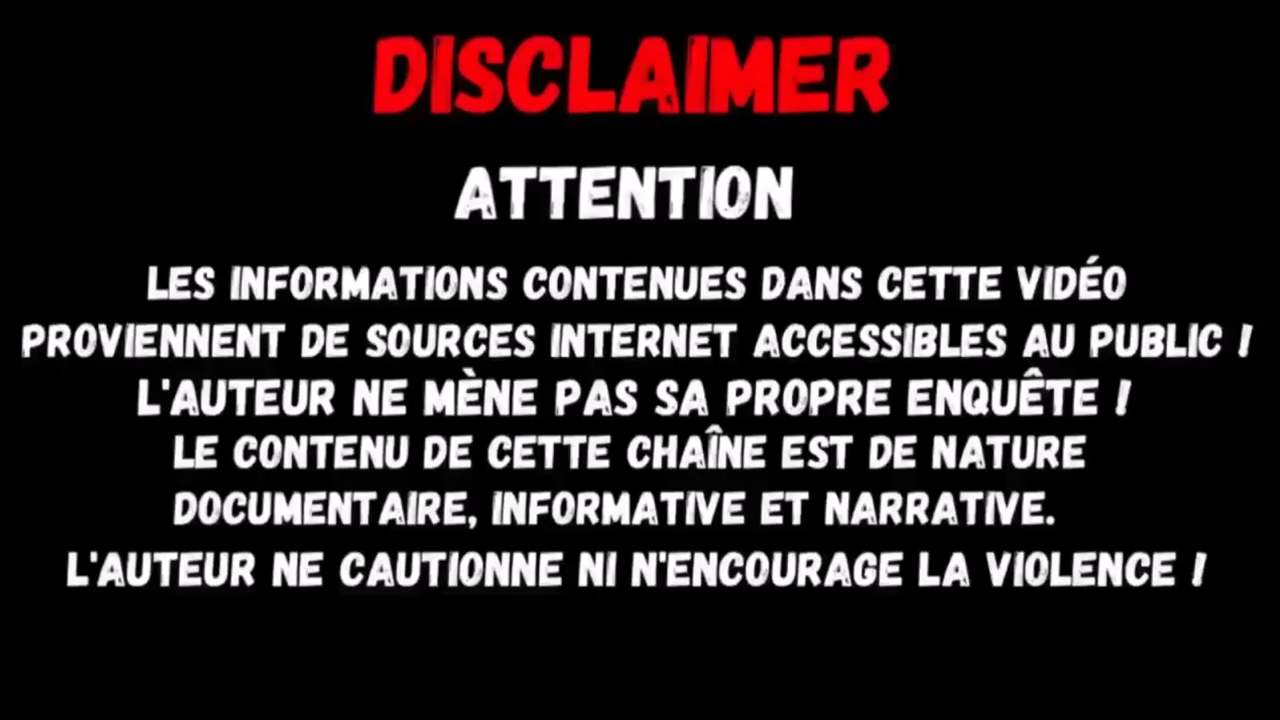 DISCLAIMER
ATTENTION
LES INFORMATIONS CONTENUES DANS CETTE VIDÉO
PROVIENNENT DE SOURCES INTERNET ACCESSIBLES AU PUBLIC !
L'AUTEUR NE MÈNE PAS SA PROPRE ENQUÊTE !
LE CONTENU DE CETTE CHAÎNE EST DE NATURE
DOCUMENTAIRE, INFORMATIVE ET NARRATIVE.
L'AUTEUR NE CAUTIONNE NI N'ENCOURAGE LA VIOLENCE !